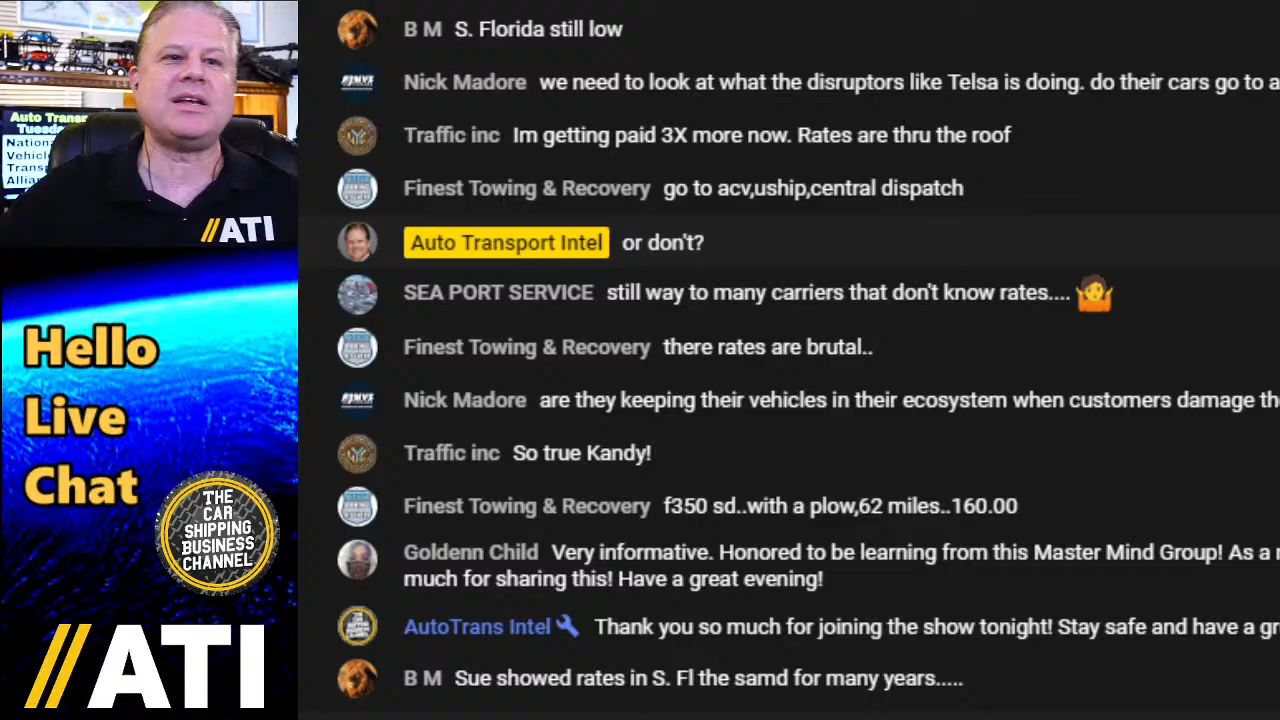 Auto Transp
Tuesda
Nation
Vehicle
Transp
Allian
//ATI
Hello
Live
Chat
THE
CAR
SHIPPING
BUSINESS
CHANNEL
//ATI
B M S. Florida still low
Nick Madore we need to look at what the disruptors like Telsa is doing. do their cars go to a
Traffic inc Im getting paid 3X more now. Rates are thru the roof
Finest Towing & Recovery go to acv,uship,central dispatch
Auto Transport Intel or don't?
SEA PORT SERVICE still way to many carriers that don't know rates.... 🤷
Finest Towing & Recovery there rates are brutal..
Nick Madore are they keeping their vehicles in their ecosystem when customers damage the
Traffic inc So true Kandy!
Finest Towing & Recovery f350 sd..with a plow,62 miles..160.00
Goldenn Child Very informative. Honored to be learning from this Master Mind Group! As a
much for sharing this! Have a great evening!
AutoTrans Intel Thank you so much for joining the show tonight! Stay safe and have a gr
B M Sue showed rates in S. Fl the samd for many years.....